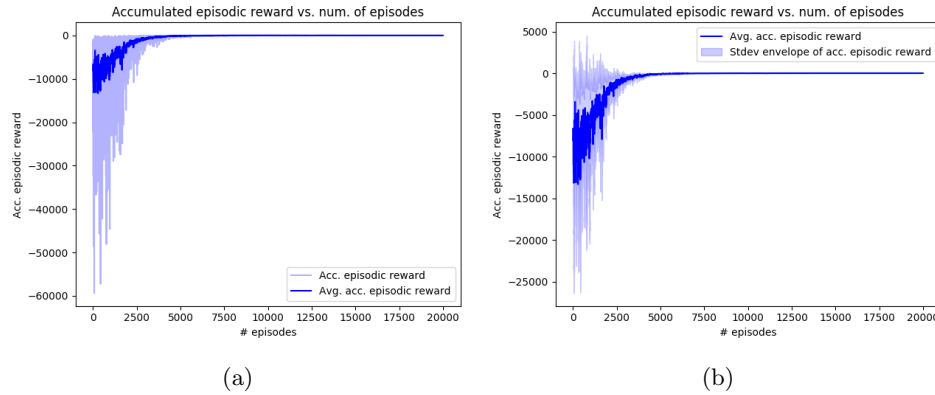 Accumulated episodic reward vs. num. of episodes
0
−10000
−20000
−30000
−40000
−50000
−60000
Acc. episodic reward
Acc. episodic reward
Avg. acc. episodic reward
0 2500 5000 7500 10000 12500 15000 17500 20000
# episodes
(a)
Accumulated episodic reward vs. num. of episodes
5000
0
−5000
−10000
−15000
−20000
−25000
Acc. episodic reward
Avg. acc. episodic reward
Stdev envelope of acc. episodic reward
0 2500 5000 7500 10000 12500 15000 17500 20000
# episodes
(b)